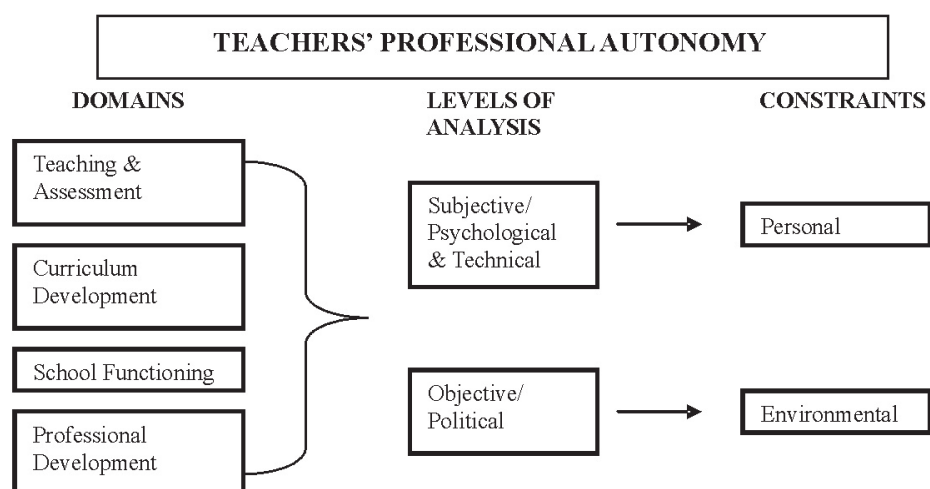 TEACHERS’ PROFESSIONAL AUTONOMY
DOMAINS
Teaching &
Assessment
Curriculum
Development
School Functioning
Professional
Development
LEVELS OF
ANALYSIS
Subjective/
Psychological
& Technical
Objective/
Political
CONSTRAINTS
Personal
Environmental